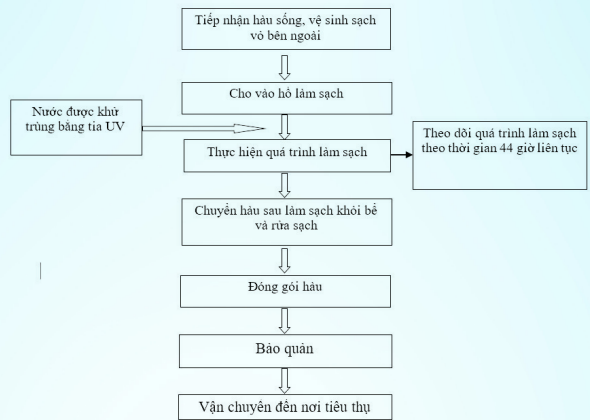 Tiếp nhận hàu sống, vệ sinh sạch
vỏ bên ngoài
Cho vào hồ làm sạch
Nước được khử
trùng bằng tia UV
Thực hiện quá trình làm sạch
Theo dõi quá trình làm sạch
theo thời gian 44 giờ liên tục
Chuyển hàu sau làm sạch khỏi bể
và rửa sạch
Đóng gói hàu
Bảo quản
Vận chuyển đến nơi tiêu thụ